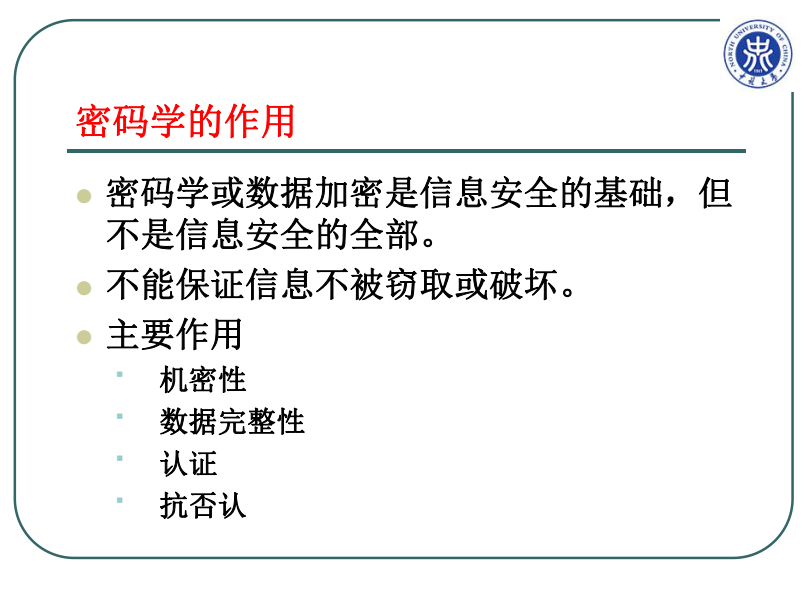 NORTH UNIVERSITY OF CHINA
中北大学
密码学的作用
密码学或数据加密是信息安全的基础，但
不是信息安全的全部。
不能保证信息不被窃取或破坏。
主要作用
机密性
数据完整性
认证
抗否认